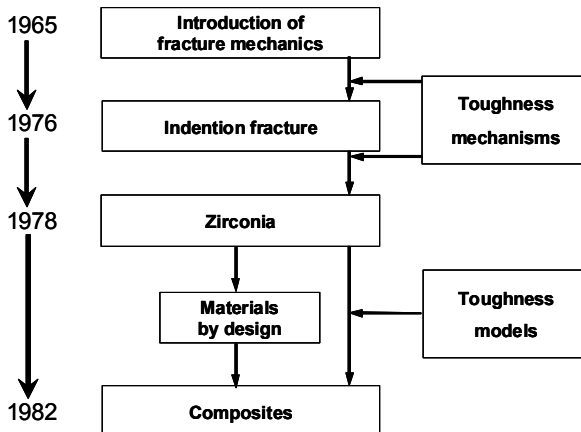 1965
Introduction of
fracture mechanics
Toughness
mechanisms
1976
Indention fracture
1978
Zirconia
Materials
by design
Toughness
models
1982
Composites